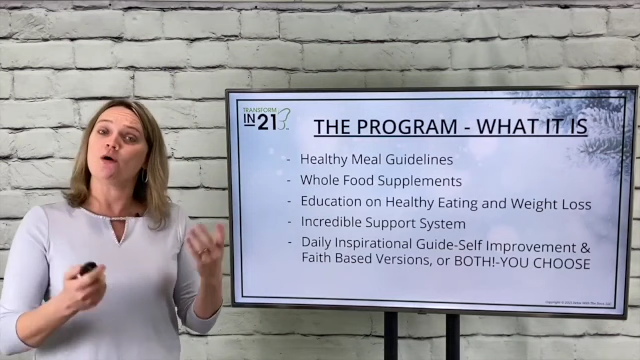 TRANSFORM
IN 21
THE PROGRAM - WHAT IT IS
- Healthy Meal Guidelines
- Whole Food Supplements
- Education on Healthy Eating and Weight Loss
- Incredible Support System
- Daily Inspirational Guide-Self Improvement &
Faith Based Versions, or BOTH!-YOU CHOOSE